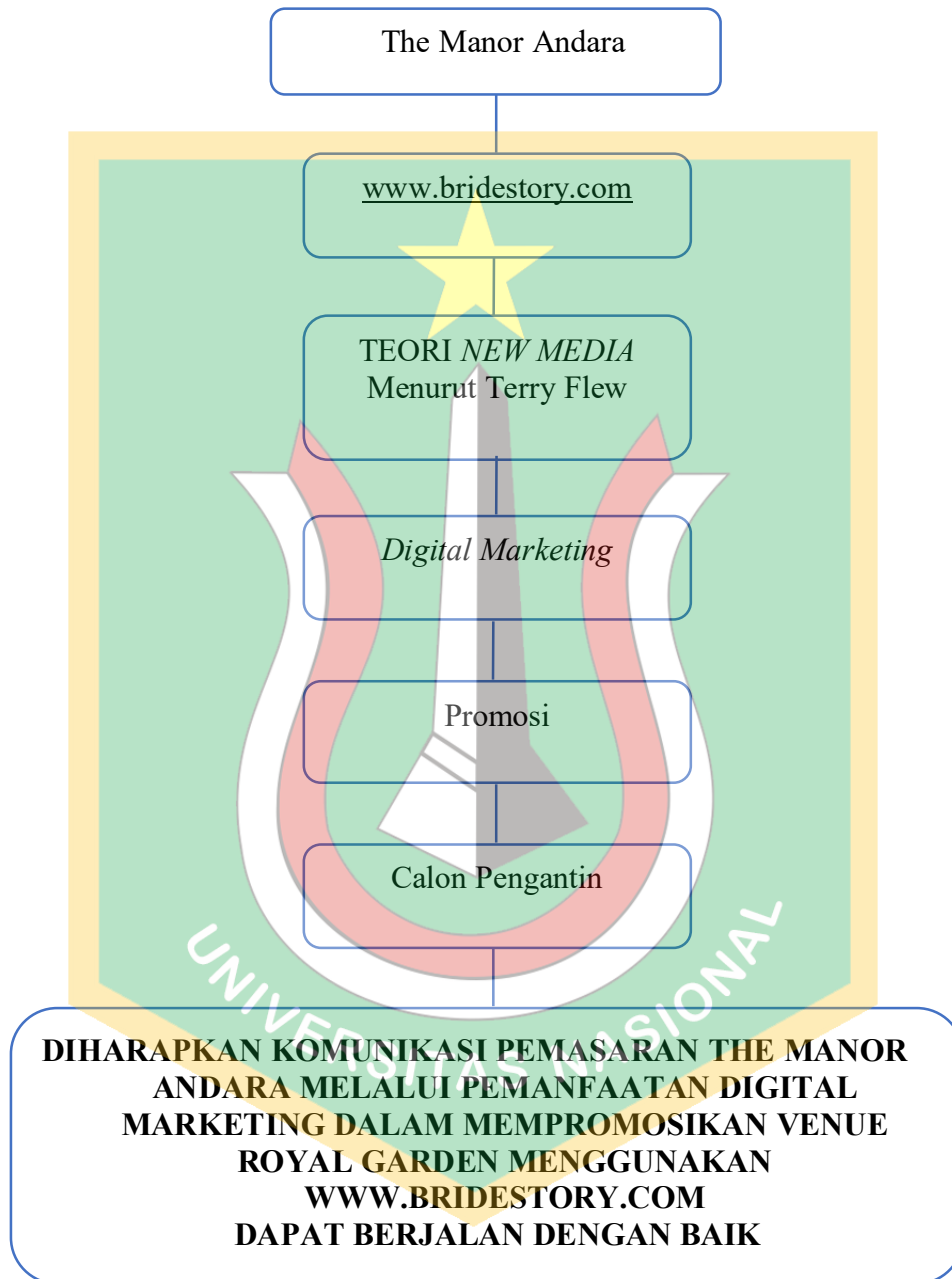 The Manor Andara
www.bridestory.com
TEORI NEW MEDIA
Menurut Terry Flew
Digital Marketing
Promosi
Calon Pengantin
UNIVERSITAS NASIONAL
DIHARAPKAN KOMUNIKASI PEMASARAN THE MANOR
ANDARA MELALUI PEMANFAATAN DIGITAL
MARKETING DALAM MEMPROMOSIKAN VENUE
ROYAL GARDEN MENGGUNAKAN
WWW.BRIDESTORY.COM
DAPAT BERJALAN DENGAN BAIK